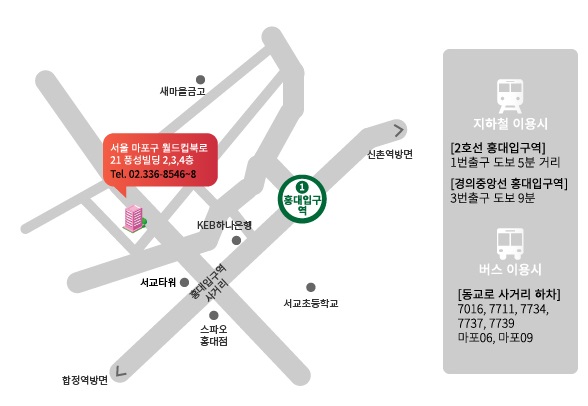 새마을금고
서울 마포구 월드컵북로
21 풍성빌딩 2,3,4층
Tel. 02.336-8546~8
신촌역방면
1
홍대입구
역
KEB하나은행
홍대입구역
사거리
서교타워
서교초등학교
스파오
홍대점
합정역방면
지하철 이용시
[2호선 홍대입구역]
1번출구 도보 5분 거리
[경의중앙선 홍대입구역]
3번출구 도보 9분
버스 이용시
[동교로 사거리 하차]
7016, 7711, 7734,
7737, 7739
마포06, 마포09